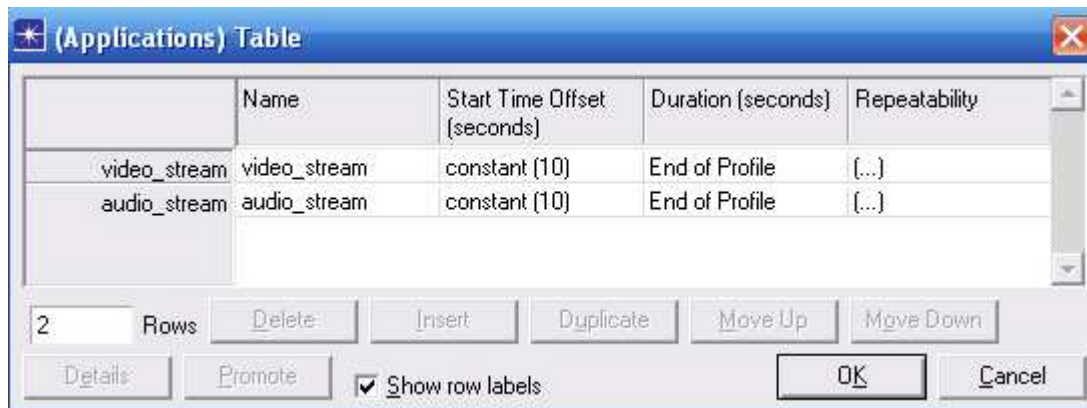 (Applications) Table
Name Start Time Offset (seconds) Duration (seconds) Repeatability
video_stream video_stream constant (10) End of Profile (...)
audio_stream audio_stream constant (10) End of Profile (...)
2 Rows Delete Insert Duplicate Move Up Move Down
Details Promote Show row labels OK Cancel